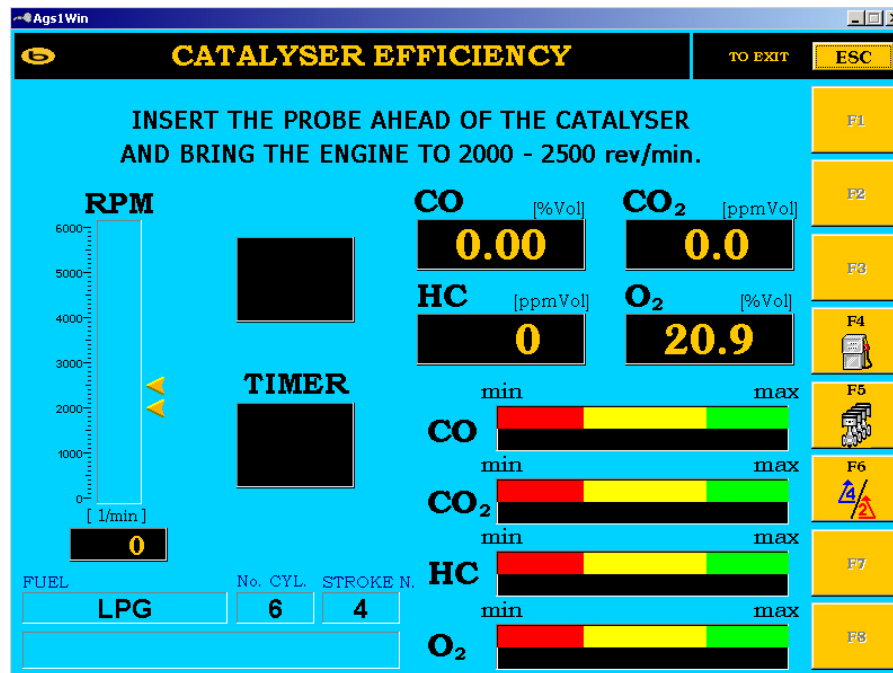 Ags1Win
CATALYSER EFFICIENCY
TO EXIT
ESC
INSERT THE PROBE AHEAD OF THE CATALYSER
AND BRING THE ENGINE TO 2000 - 2500 rev/min.
F1
F2
F3
F4
F5
F6
4/2
F7
F8
RPM
6000
5000
4000
3000
2000
1000
0
[ 1/min ]
0
TIMER
CO [%Vol]
0.00
CO₂ [ppmVol]
0.0
HC [ppmVol]
0
O₂ [%Vol]
20.9
min max
CO
min max
CO₂
min max
HC
min max
O₂
FUEL No. CYL. STROKE N.
LPG 6 4